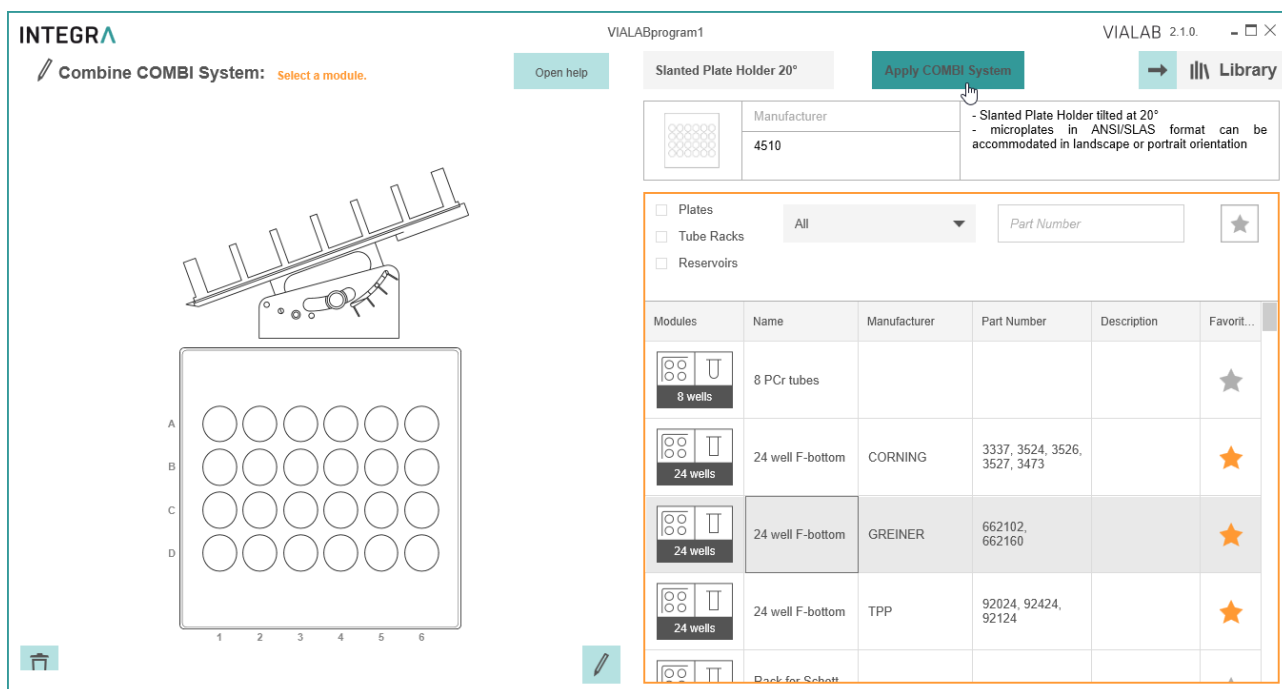 INTEGRA
VIALABprogram1
VIALAB 2.1.0.
Combine COMBI System: Select a module.
Open help
Slanted Plate Holder 20°
Apply COMBI System
Library
Manufacturer
4510
- Slanted Plate Holder tilted at 20°
- microplates in ANSI/SLAS format can be
accommodated in landscape or portrait orientation
Plates
Tube Racks
Reservoirs
All
Part Number
Modules Name Manufacturer Part Number Description Favorit...
8 wells
8 PCr tubes
24 wells
24 well F-bottom
CORNING
3337, 3524, 3526,
3527, 3473
24 wells
24 well F-bottom
GREINER
662102,
662160
24 wells
24 well F-bottom
TPP
92024, 92424,
92124
Rack for Schott
A
B
C
D
1 2 3 4 5 6